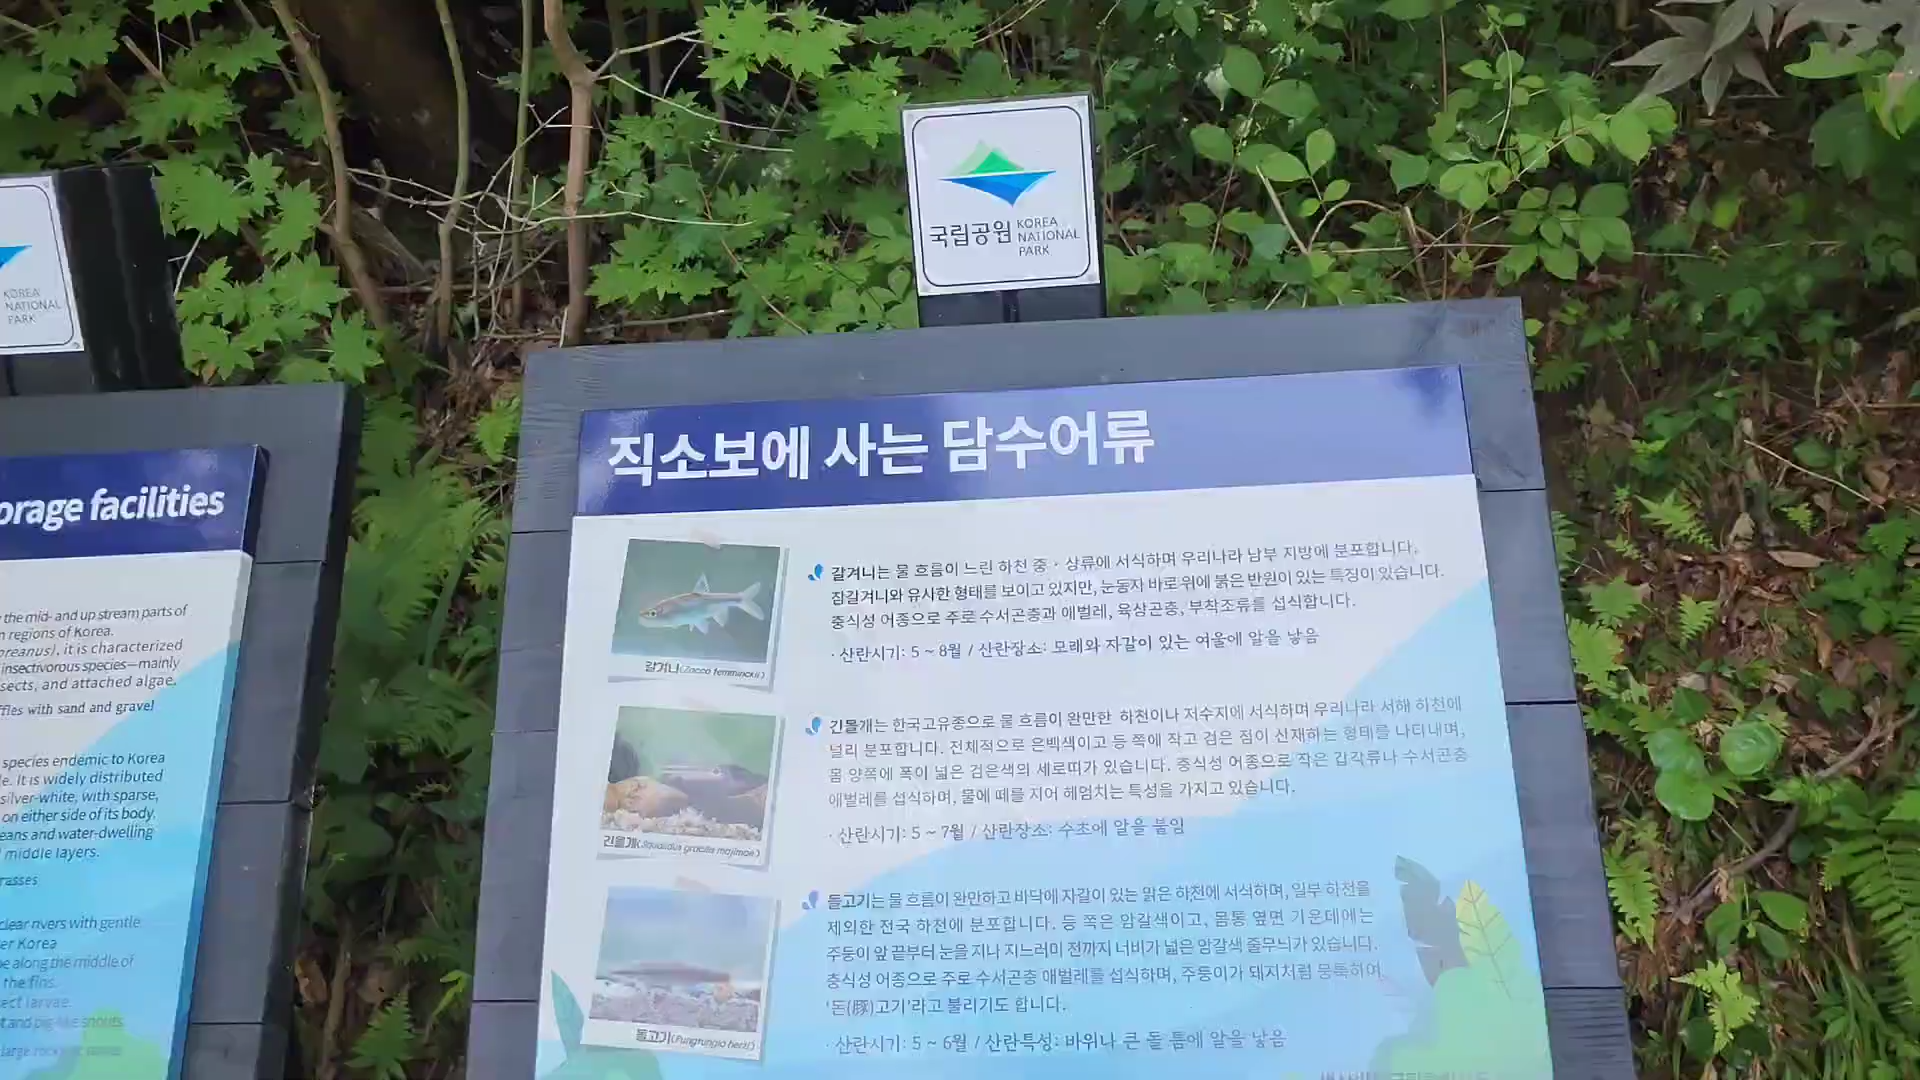 국립공원
KOREA
NATIONAL
PARK
KOREA
NATIONAL
PARK
orage facilities
the mid- and up stream parts of
n regions of Korea.
oreanus), it is characterized
insectivorous species—mainly
sects, and attached algae.
ffles with sand and gravel
species endemic to Korea
e. It is widely distributed
silver-white, with sparse,
on either side of its body.
eans and water-dwelling
middle layers.
rasses
clear rivers with gentle
er Korea
be along the middle of
the fins.
ect larvae.
t and pig-like snouts
직소보에 사는 담수어류
갈겨니는 물 흐름이 느린 하천 중·상류에 서식하며 우리나라 남부 지방에 분포합니다.
참갈겨니와 유사한 형태를 보이고 있지만, 눈동자 바로 위에 붉은 반원이 있는 특징이 있습니다.
충식성 어종으로 주로 수서곤충과 애벌레, 육상곤충, 부착조류를 섭식합니다.
· 산란시기: 5 ~ 8월 / 산란장소: 모래와 자갈이 있는 여울에 알을 낳음
갈겨니(Zacco temminckii)
긴몰개는 한국고유종으로 물 흐름이 완만한 하천이나 저수지에 서식하며 우리나라 서해 하천에
널리 분포합니다. 전체적으로 은백색이고 등 쪽에 작고 검은 점이 산재하는 형태를 나타내며,
몸 양쪽에 폭이 넓은 검은색의 세로띠가 있습니다. 충식성 어종으로 작은 갑각류나 수서곤충
애벌레를 섭식하며, 물에 떼를 지어 헤엄치는 특성을 가지고 있습니다.
· 산란시기: 5 ~ 7월 / 산란장소: 수초에 알을 붙임
긴몰개(Squalidus gracilis majimae)
돌고기는 물 흐름이 완만하고 바닥에 자갈이 있는 맑은 하천에 서식하며, 일부 하천을
제외한 전국 하천에 분포합니다. 등 쪽은 암갈색이고, 몸통 옆면 가운데에는
주둥이 앞 끝부터 눈을 지나 지느러미 전까지 너비가 넓은 암갈색 줄무늬가 있습니다.
충식성 어종으로 주로 수서곤충 애벌레를 섭식하며, 주둥이가 돼지처럼 뭉툭하여
'돈(豚)고기'라고 불리기도 합니다.
· 산란시기: 5 ~ 6월 / 산란특성: 바위나 큰 돌 틈에 알을 낳음
돌고기(Pungtungia herzi)